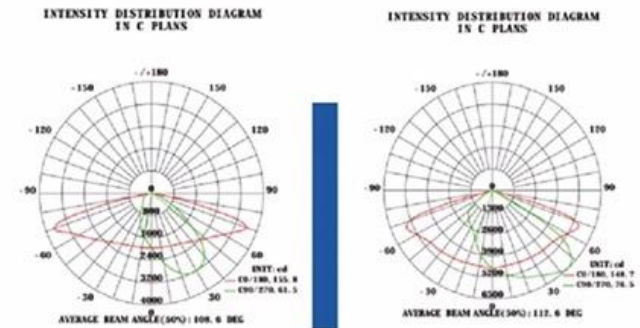 INTENSITY DISTRIBUTION DIAGRAM
IN C PLANS
-/+180
-150
150
-120
120
-90
90
-60
60
-30
30
0
0
800
1600
2400
3200
4000
UNIT: cd
C0/180, 155.8
C90/270, 61.5
AVERAGE BEAM ANGLE(50%): 108.6 DEG
INTENSITY DISTRIBUTION DIAGRAM
IN C PLANS
-/+180
-150
150
-120
120
-90
90
-60
60
-30
30
0
0
1300
3900
5200
6500
UNIT: cd
C0/180, 148.7
C90/270, 76.5
AVERAGE BEAM ANGLE(50%): 112.6 DEG